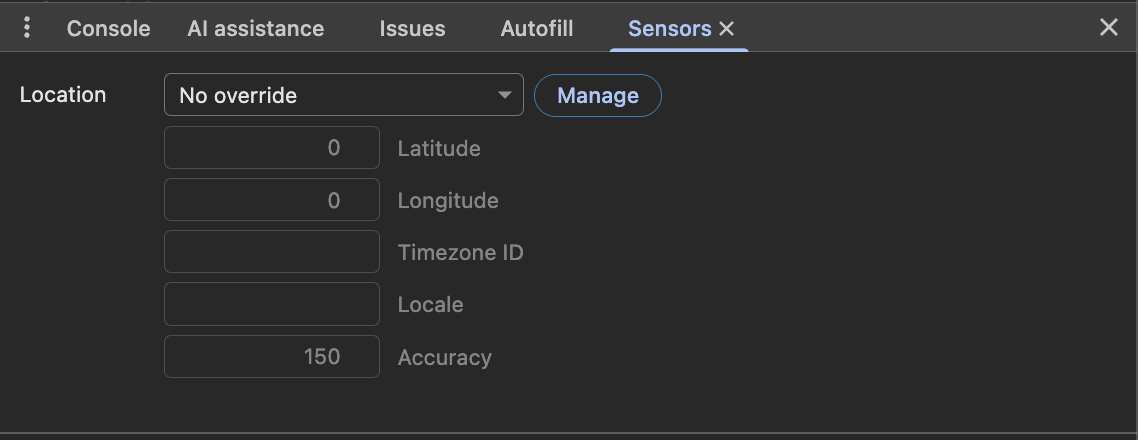 Console AI assistance Issues Autofill Sensors
Location No override Manage
0 Latitude
0 Longitude
Timezone ID
Locale
150 Accuracy